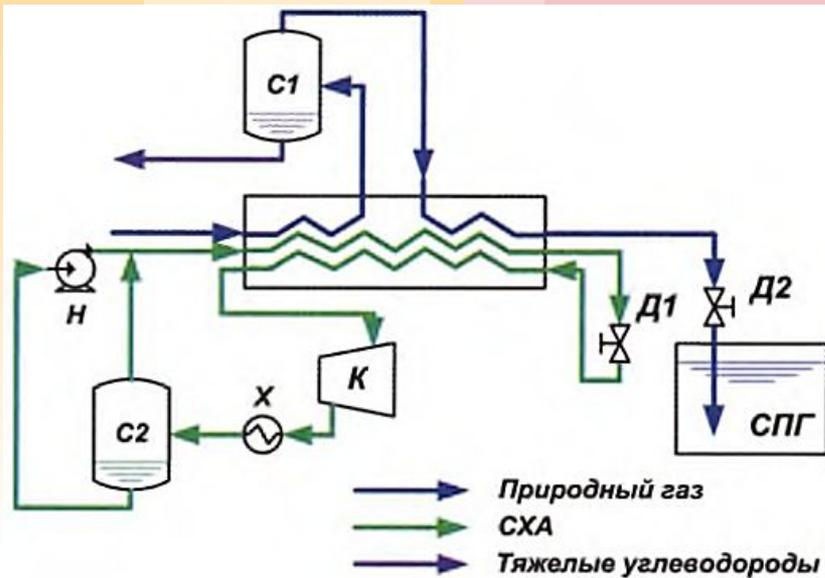 С1
Н
Д1
Д2
К
Х
С2
СПГ
Природный газ
СХА
Тяжелые углеводороды